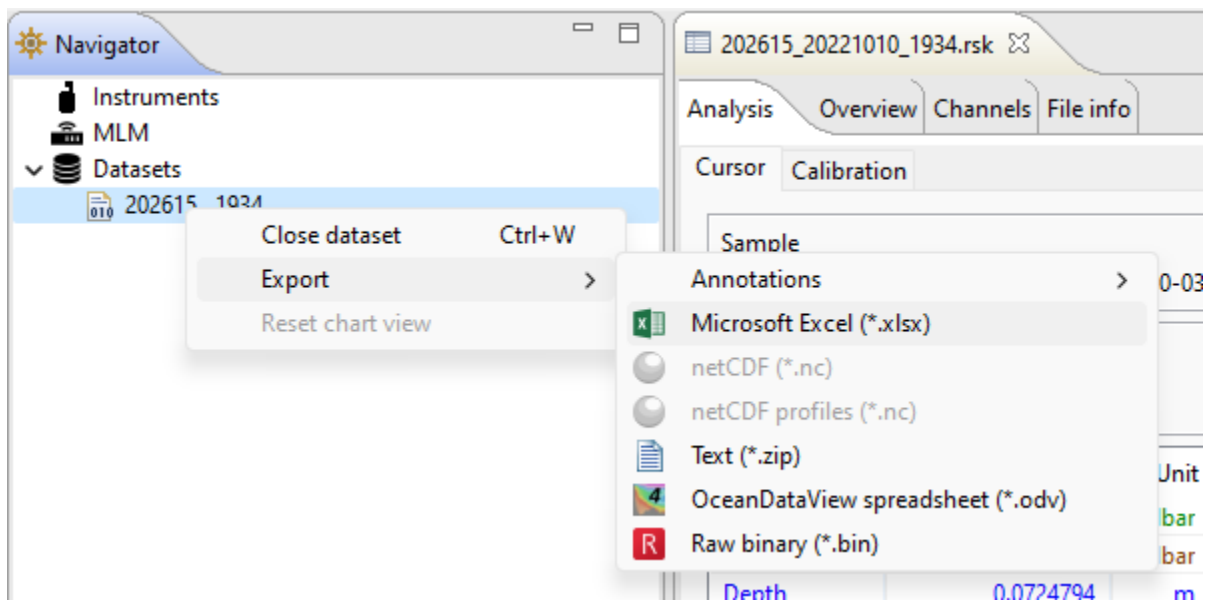 Navigator
Instruments
MLM
Datasets
202615_1934
Close dataset Ctrl+W
Export
Reset chart view
202615_20221010_1934.rsk
Analysis Overview Channels File info
Cursor Calibration
Sample
0-03
Annotations
Microsoft Excel (*.xlsx)
netCDF (*.nc)
netCDF profiles (*.nc)
Text (*.zip)
OceanDataView spreadsheet (*.odv)
Raw binary (*.bin)
Unit
bar
bar
Depth 0.0724794 m